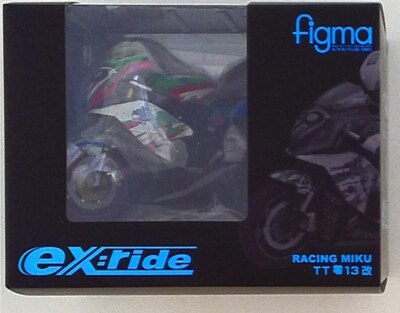 figma
ex:ride
RACING MIKU
TT零13改